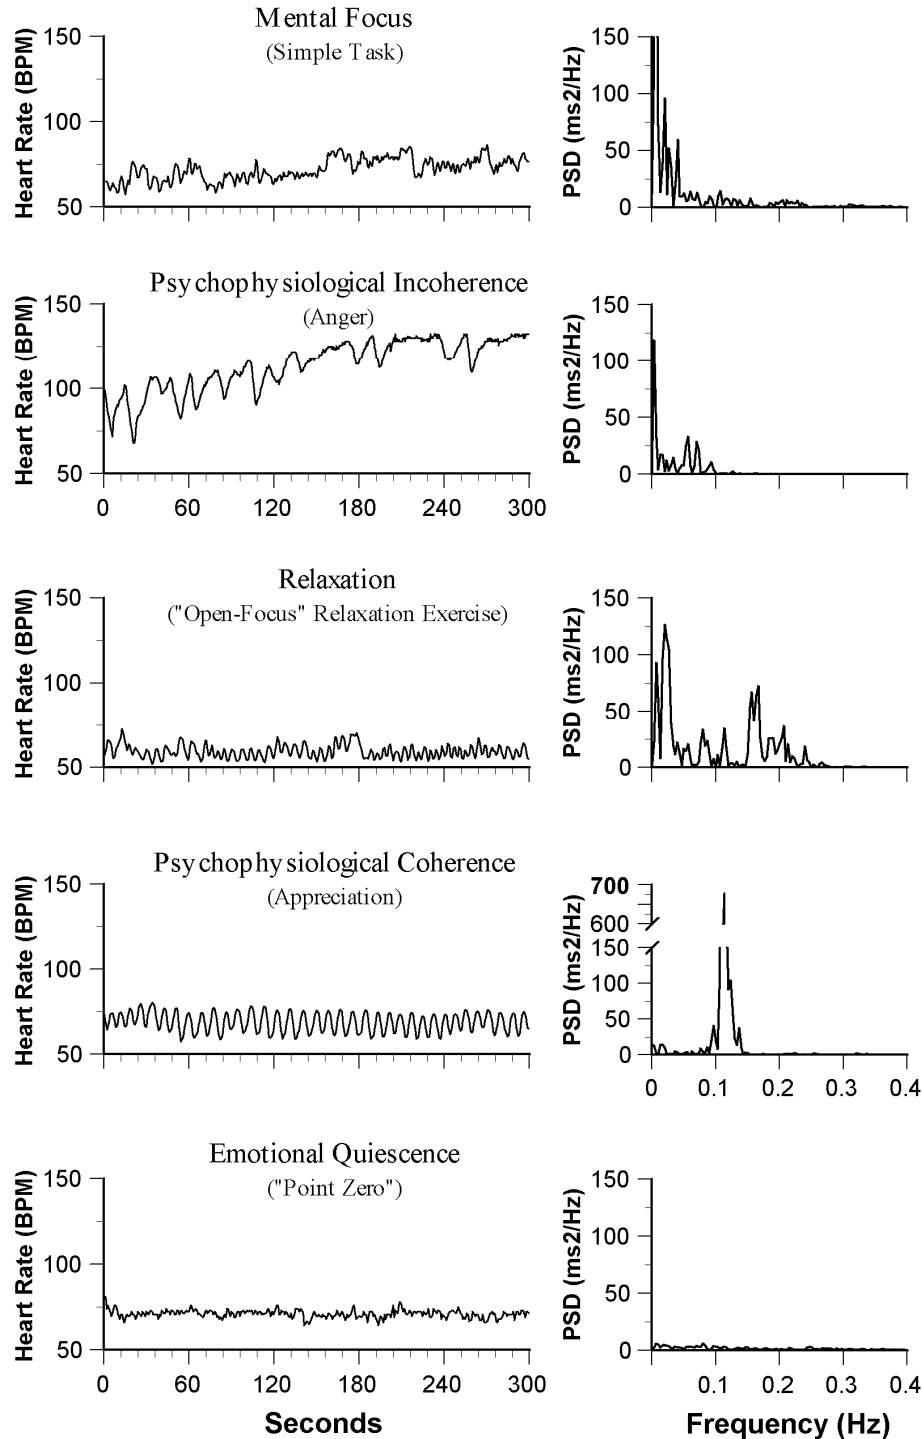 Mental Focus
(Simple Task)
Heart Rate (BPM)
150
100
50
PSD (ms2/Hz)
150
100
50
0
Psychophysiological Incoherence
(Anger)
Heart Rate (BPM)
150
100
50
0 60 120 180 240 300
PSD (ms2/Hz)
150
100
50
0
Relaxation
("Open-Focus" Relaxation Exercise)
Heart Rate (BPM)
150
100
50
PSD (ms2/Hz)
150
100
50
0
Psychophysiological Coherence
(Appreciation)
Heart Rate (BPM)
150
100
50
PSD (ms2/Hz)
700
600
150
100
50
0
0 0.1 0.2 0.3 0.4
Emotional Quiescence
("Point Zero")
Heart Rate (BPM)
150
100
50
0 60 120 180 240 300
Seconds
PSD (ms2/Hz)
150
100
50
0
0.1 0.2 0.3 0.4
Frequency (Hz)